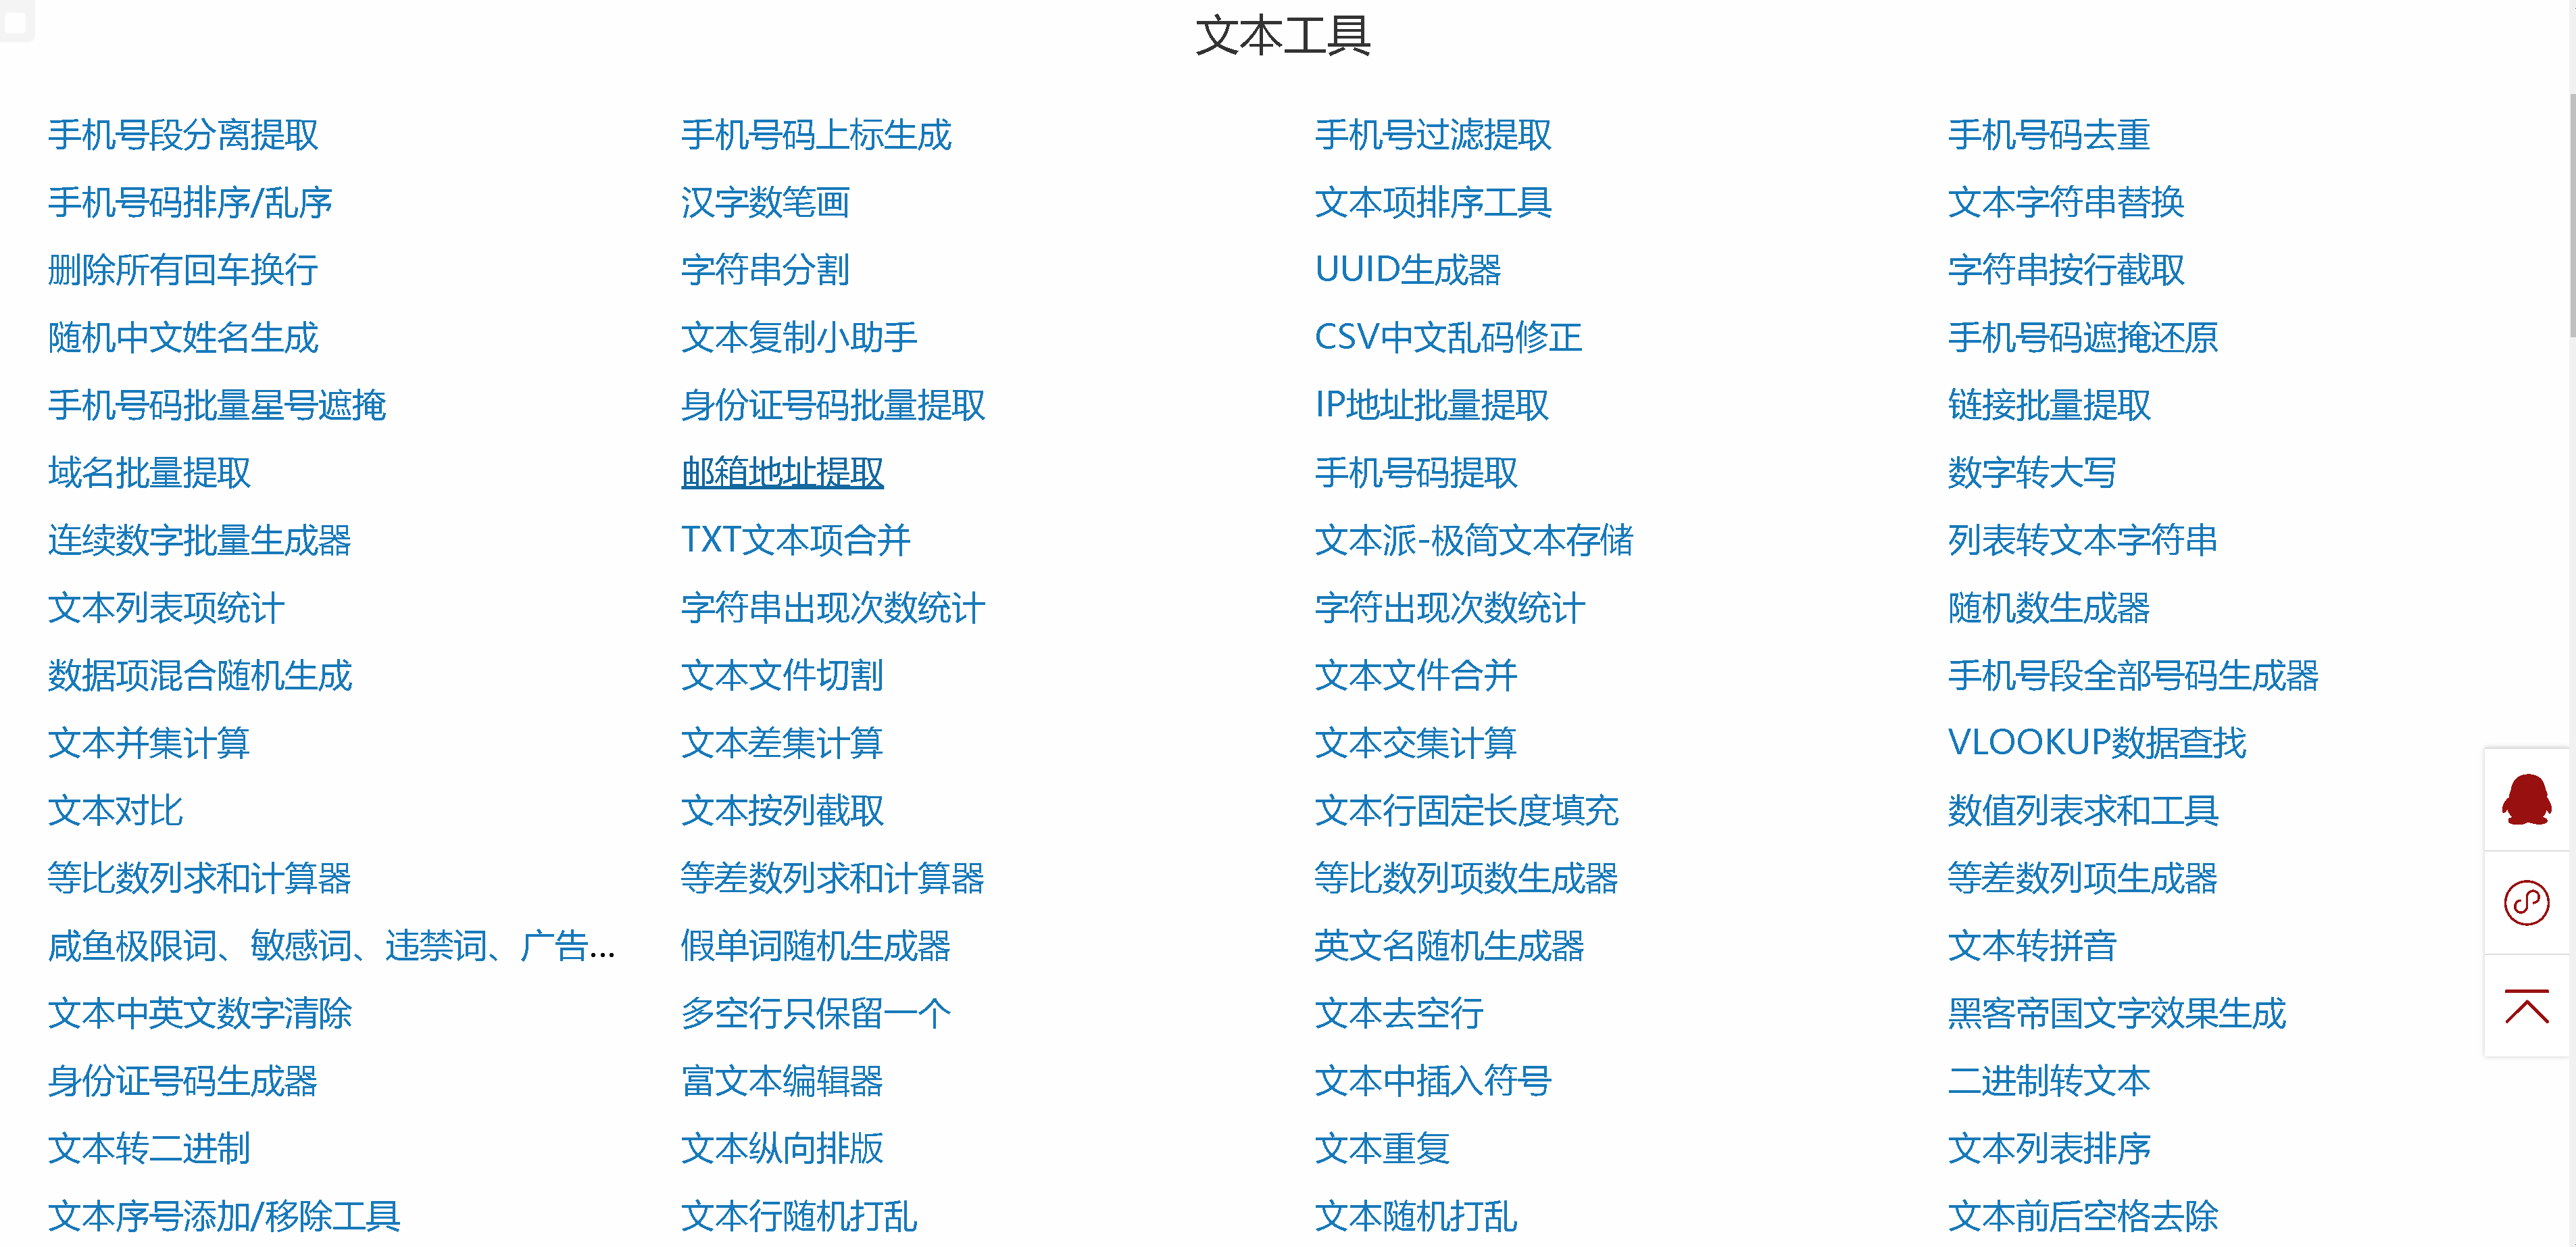 文本工具
手机号段分离提取
手机号码上标生成
手机号过滤提取
手机号码去重
手机号码排序/乱序
汉字数笔画
文本项排序工具
文本字符串替换
删除所有回车换行
字符串分割
UUID生成器
字符串按行截取
随机中文姓名生成
文本复制小助手
CSV中文乱码修正
手机号码遮掩还原
手机号码批量星号遮掩
身份证号码批量提取
IP地址批量提取
链接批量提取
域名批量提取
邮箱地址提取
手机号码提取
数字转大写
连续数字批量生成器
TXT文本项合并
文本派-极简文本存储
列表转文本字符串
文本列表项统计
字符串出现次数统计
字符出现次数统计
随机数生成器
数据项混合随机生成
文本文件切割
文本文件合并
手机号段全部号码生成器
文本并集计算
文本差集计算
文本交集计算
VLOOKUP数据查找
文本对比
文本按列截取
文本行固定长度填充
数值列表求和工具
等比数列求和计算器
等差数列求和计算器
等比数列项数生成器
等差数列项生成器
咸鱼极限词、敏感词、违禁词、广告...
假单词随机生成器
英文名随机生成器
文本转拼音
文本中英文数字清除
多空行只保留一个
文本去空行
黑客帝国文字效果生成
身份证号码生成器
富文本编辑器
文本中插入符号
二进制转文本
文本转二进制
文本纵向排版
文本重复
文本列表排序
文本序号添加/移除工具
文本行随机打乱
文本随机打乱
文本前后空格去除